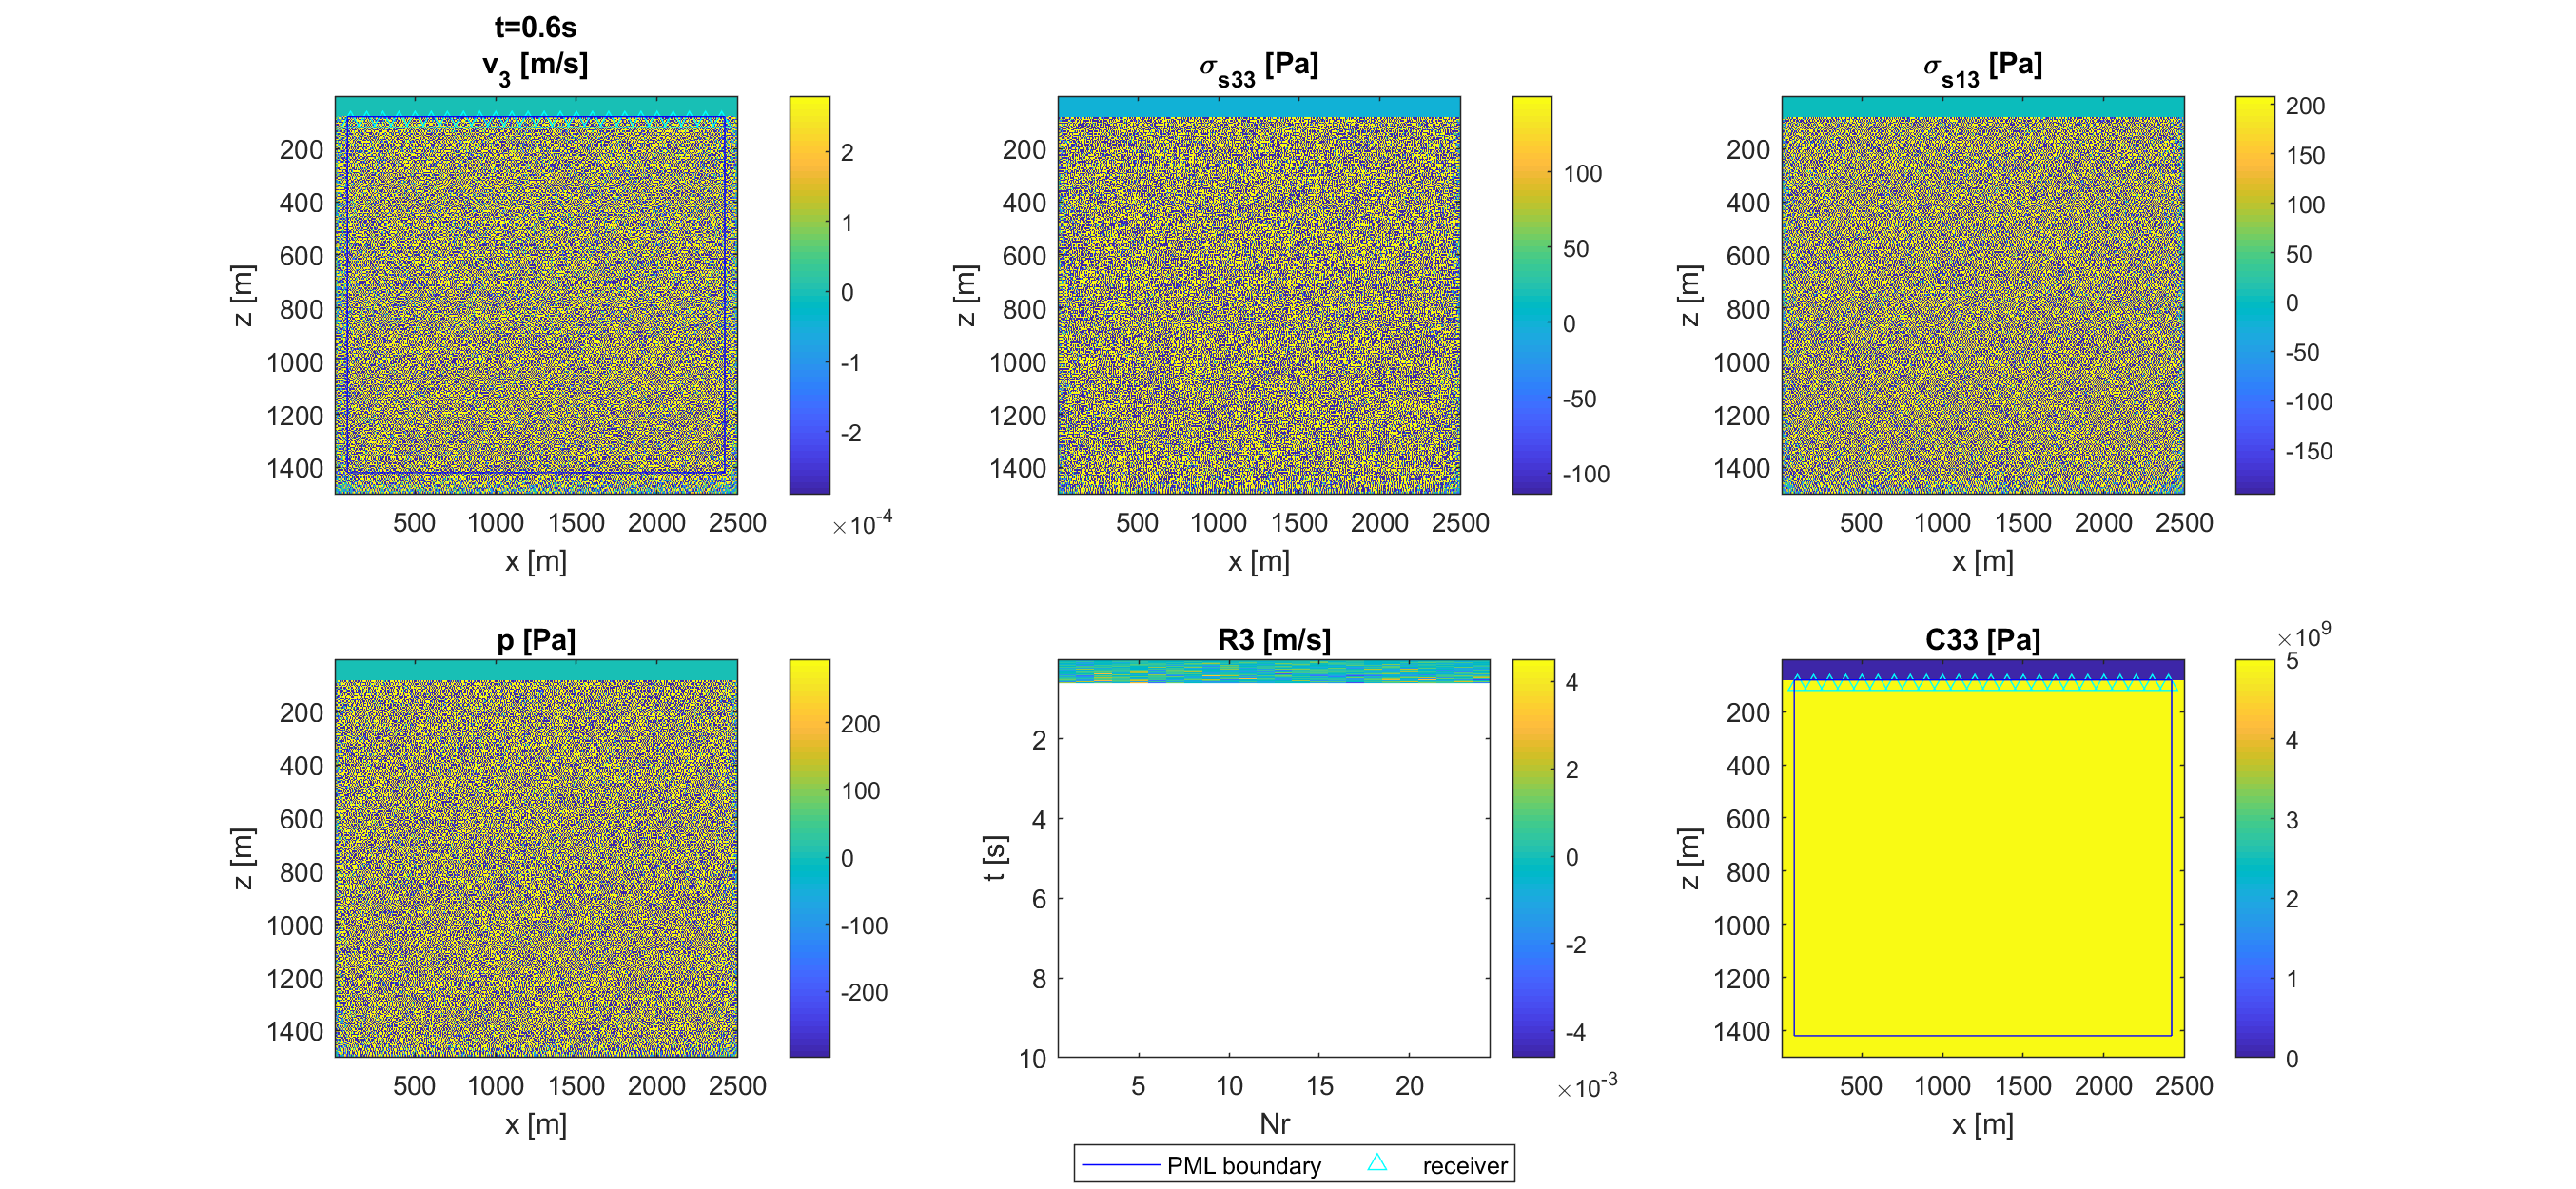 t=0.6s
v3 [m/s]
σs33 [Pa]
σs13 [Pa]
200
400
600
800
1000
1200
1400
z [m]
500 1000 1500 2000 2500
x [m]
2
1
0
-1
-2
×10-4
200
400
600
800
1000
1200
1400
z [m]
500 1000 1500 2000 2500
x [m]
100
50
0
-50
-100
200
400
600
800
1000
1200
1400
z [m]
500 1000 1500 2000 2500
x [m]
200
150
100
50
0
-50
-100
-150
p [Pa]
200
400
600
800
1000
1200
1400
z [m]
500 1000 1500 2000 2500
x [m]
200
100
0
-100
-200
R3 [m/s]
2
4
6
8
10
t [s]
5 10 15 20
Nr
4
2
0
-2
-4
×10-3
C33 [Pa]
200
400
600
800
1000
1200
1400
z [m]
500 1000 1500 2000 2500
x [m]
×109
5
4
3
2
1
0
PML boundary receiver